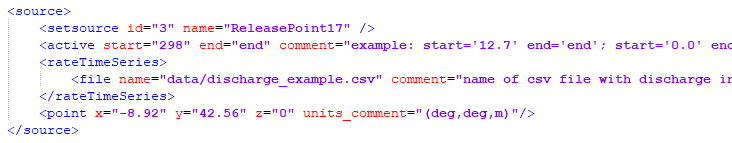 <source>
<setsource id="3" name="ReleasePoint17" />
<active start="298" end="end" comment="example: start='12.7' end='end'; start='0.0' end
<rateTimeSeries>
<file name="data/discharge_example.csv" comment="name of csv file with discharge in
</rateTimeSeries>
<point x="-8.92" y="42.56" z="0" units_comment="(deg,deg,m)"/>
</source>